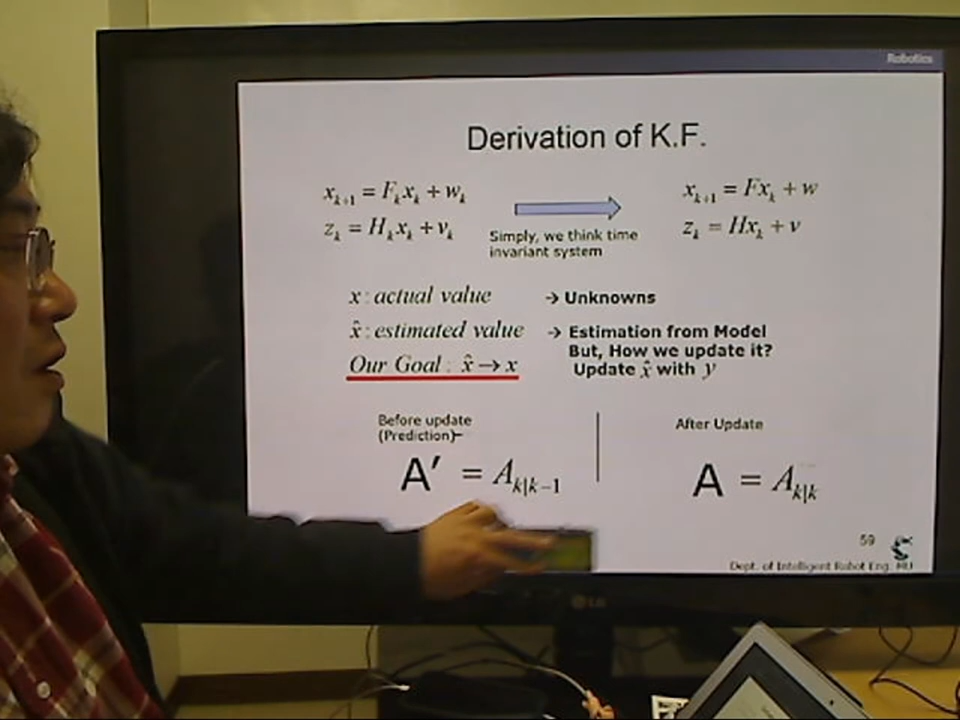 Robotics
Derivation of K.F.
x_{k+1} = F_k x_k + w_k
z_k = H_k x_k + v_k
Simply, we think time
invariant system
x_{k+1} = Fx_k + w
z_k = Hx_k + v
x : actual value → Unknowns
x̂ : estimated value → Estimation from Model
But, How we update it?
Our Goal : x̂ → x
Update x̂ with y
Before update
(Prediction)
A′ = A_{k|k−1}
After Update
A = A_{k|k}
59
Dept. of Intelligent Robot Eng. MU
LG